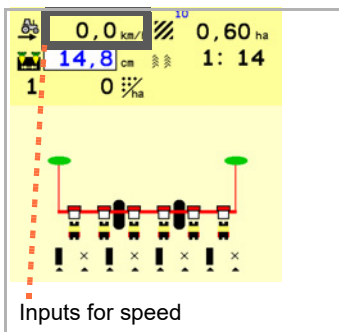 10
0,0 km/ 0,60 ha
14,8 cm 1: 14
1 0 /ha
× × × ×
Inputs for speed